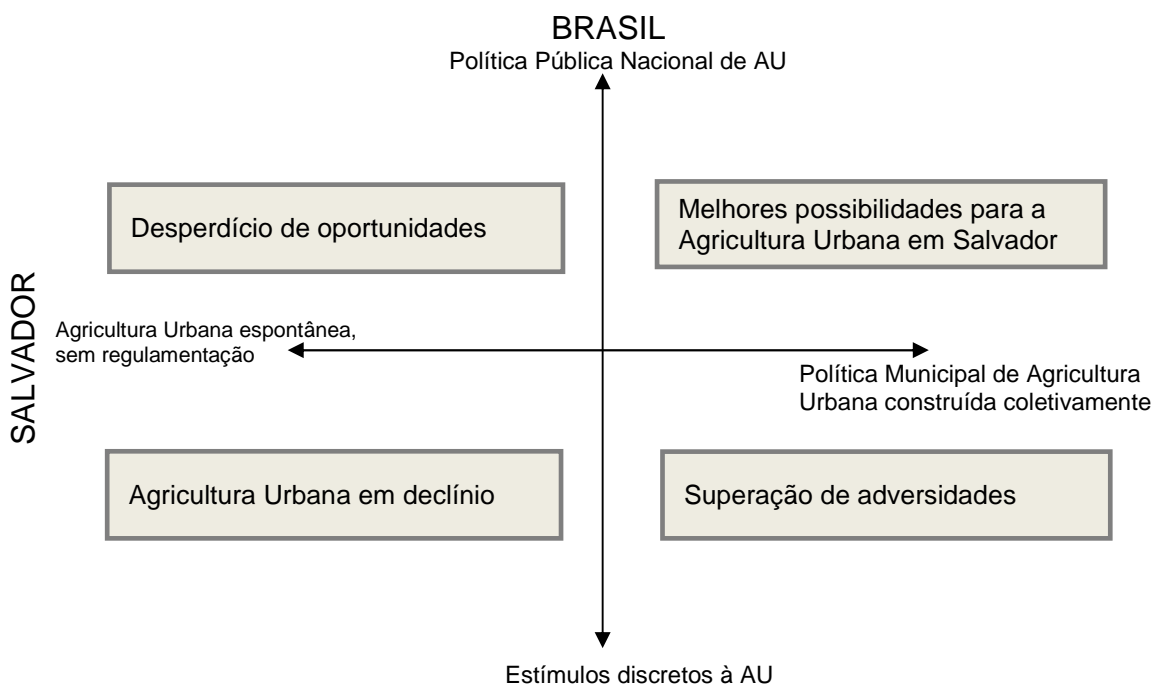 BRASIL
Política Pública Nacional de AU
Desperdício de oportunidades
Melhores possibilidades para a
Agricultura Urbana em Salvador
SALVADOR
Agricultura Urbana espontânea,
sem regulamentação
Política Municipal de Agricultura
Urbana construída coletivamente
Agricultura Urbana em declínio
Superação de adversidades
Estímulos discretos à AU